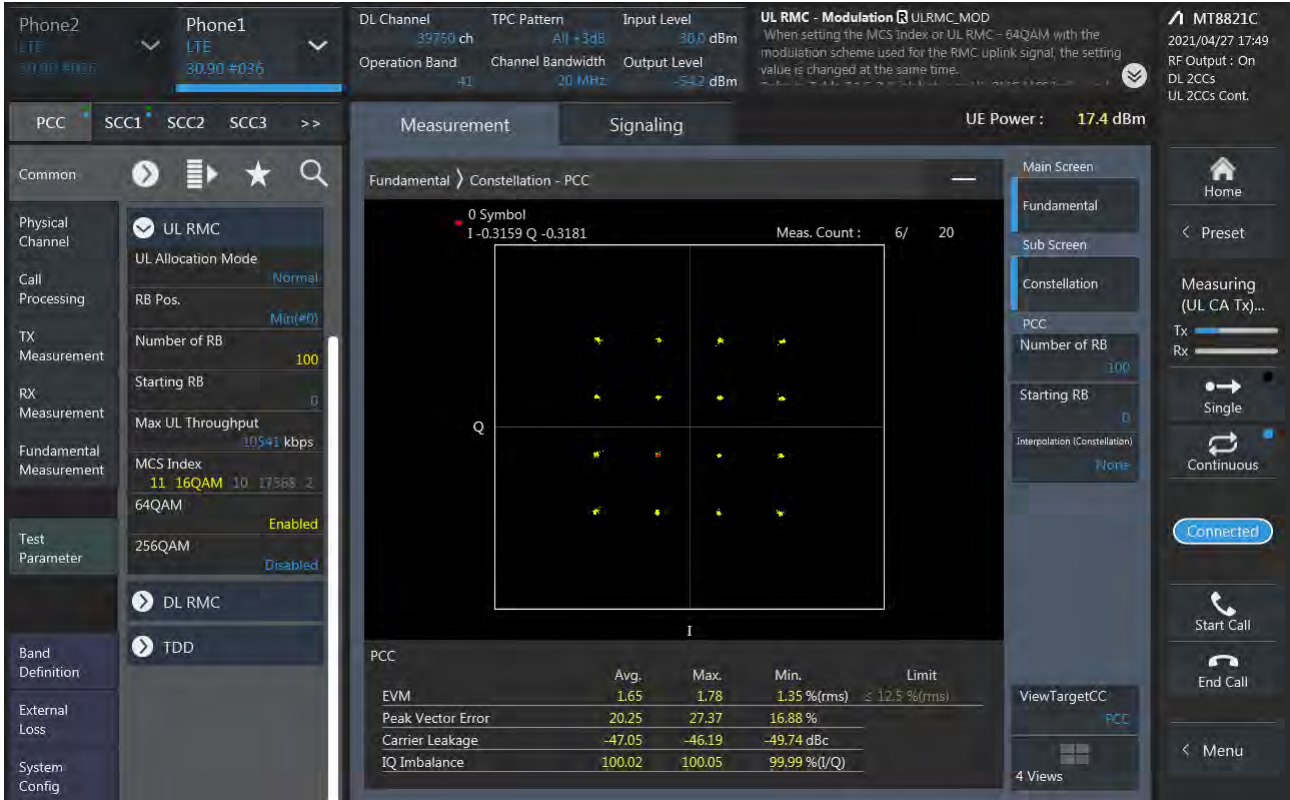 Phone2
LTE
30.90 #036
Phone1
LTE
30.90 #036
DL Channel
39750 ch
TPC Pattern
All +3dB
Input Level
30.0 dBm
Operation Band
41
Channel Bandwidth
20 MHz
Output Level
-54.2 dBm
UL RMC - Modulation R ULRMC_MOD
When setting the MCS Index or UL RMC - 64QAM with the
modulation scheme used for the RMC uplink signal, the setting
value is changed at the same time.
MT8821C
2021/04/27 17:49
RF Output : On
DL 2CCs
UL 2CCs Cont.
PCC SCC1 SCC2 SCC3 >>
Measurement
Signaling
UE Power : 17.4 dBm
Common
Physical
Channel
Call
Processing
TX
Measurement
RX
Measurement
Fundamental
Measurement
Test
Parameter
Band
Definition
External
Loss
System
Config
UL RMC
UL Allocation Mode
Normal
RB Pos.
Min(#0)
Number of RB
100
Starting RB
0
Max UL Throughput
10541 kbps
MCS Index
11 16QAM 10 17568 2
64QAM
Enabled
256QAM
Disabled
DL RMC
TDD
Fundamental Constellation - PCC
0 Symbol
I -0.3159 Q -0.3181
Meas. Count : 6/ 20
Q
I
PCC
Avg. Max. Min. Limit
EVM 1.65 1.78 1.35 %(rms) ≤ 12.5 %(rms)
Peak Vector Error 20.25 27.37 16.88 %
Carrier Leakage -47.05 -46.19 -49.74 dBc
IQ Imbalance 100.02 100.05 99.99 %(I/Q)
Main Screen
Fundamental
Sub Screen
Constellation
PCC
Number of RB
100
Starting RB
0
Interpolation (Constellation)
None
ViewTargetCC
PCC
4 Views
Home
< Preset
Measuring
(UL CA Tx)...
Tx
Rx
Single
Continuous
Connected
Start Call
End Call
< Menu